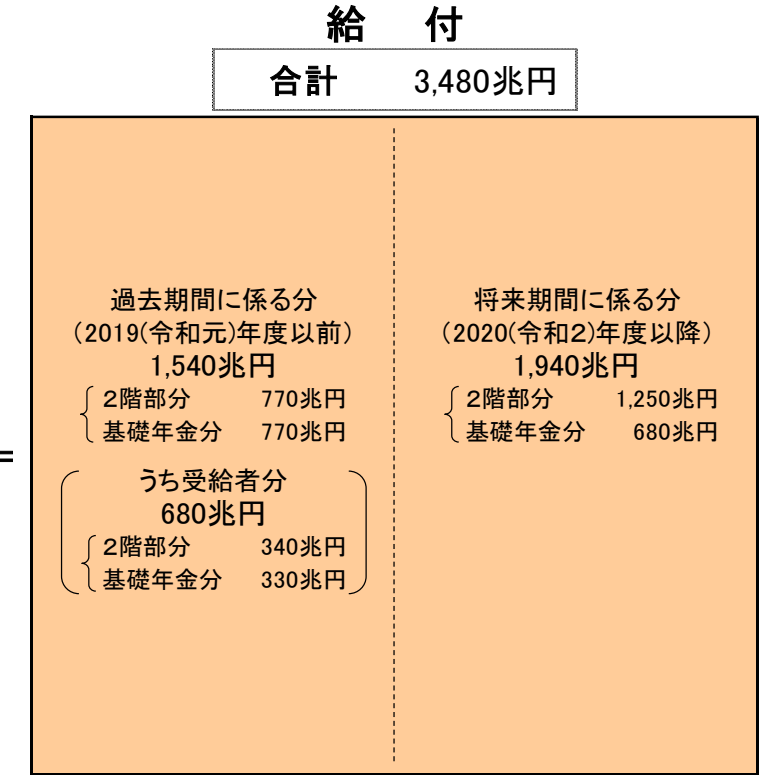 給 付
合計 3,480兆円
過去期間に係る分
(2019(令和元)年度以前)
1,540兆円
2階部分 770兆円
基礎年金分 770兆円
うち受給者分
680兆円
2階部分 340兆円
基礎年金分 330兆円
将来期間に係る分
(2020(令和2)年度以降)
1,940兆円
2階部分 1,250兆円
基礎年金分 680兆円
=